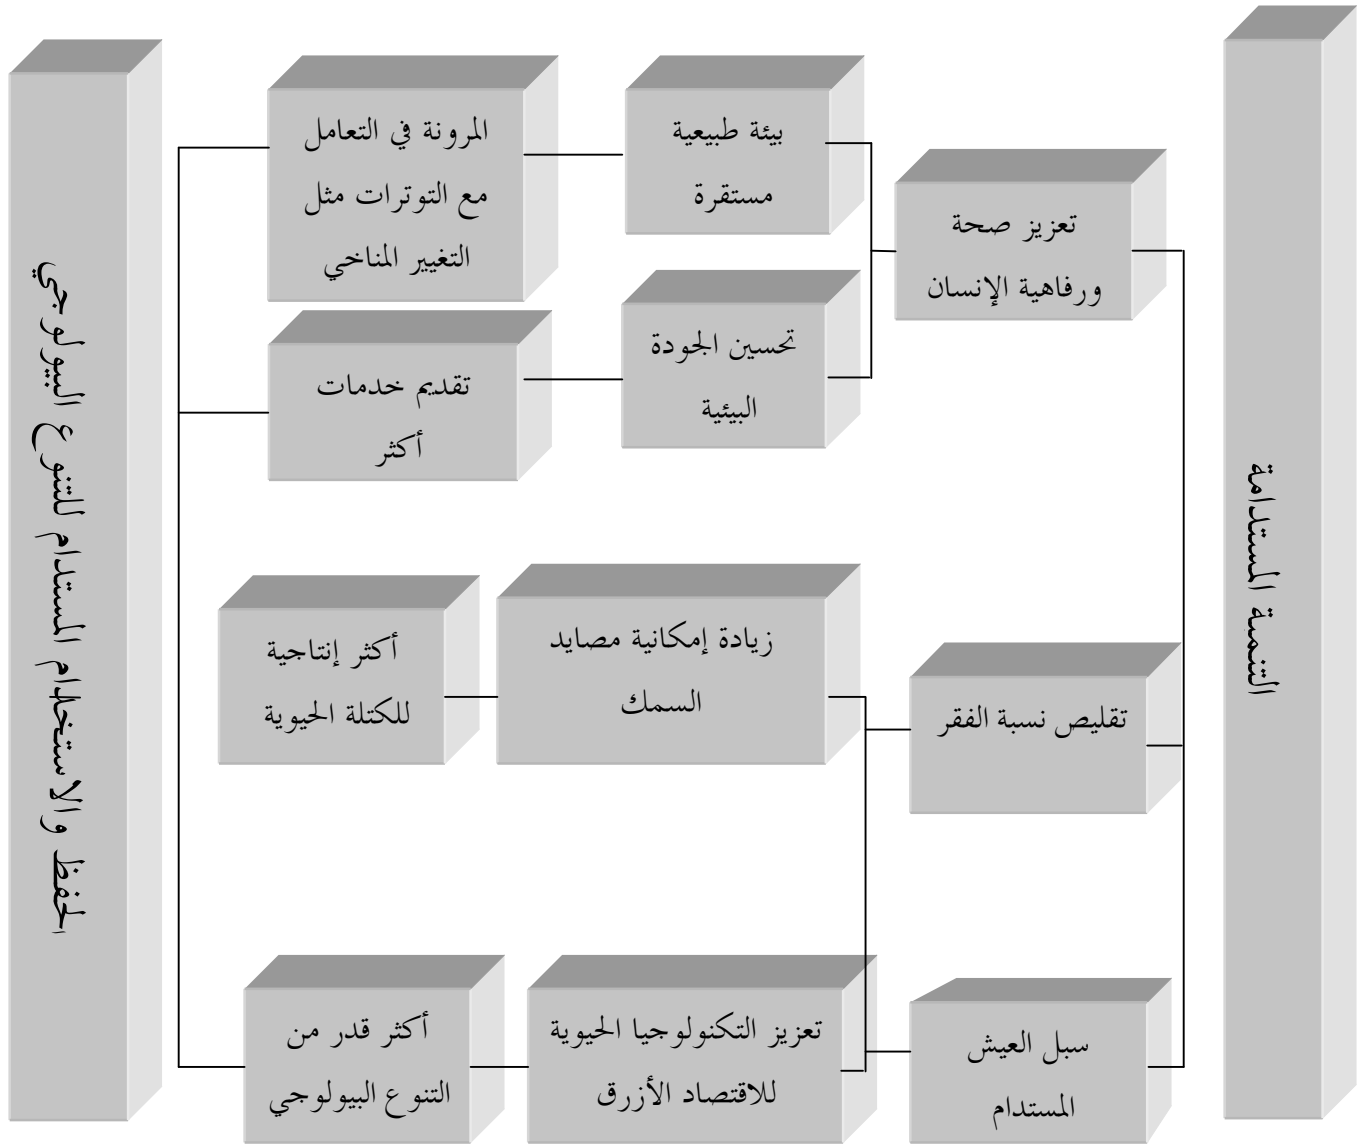 التنمية المستدامة
تعزيز صحة
ورفاهية الإنسان
تقليص نسبة الفقر
سبل العيش
المستدام
بيئة طبيعية
مستقرة
تحسين الجودة
البيئية
زيادة إمكانية مصايد
السمك
تعزيز التكنولوجيا الحيوية
للاقتصاد الأزرق
المرونة في التعامل
مع التوترات مثل
التغيير المناخي
تقديم خدمات
أكثر
أكثر إنتاجية
للكتلة الحيوية
أكثر قدر من
التنوع البيولوجي
الحفظ والاستخدام المستدام للتنوع البيولوجي